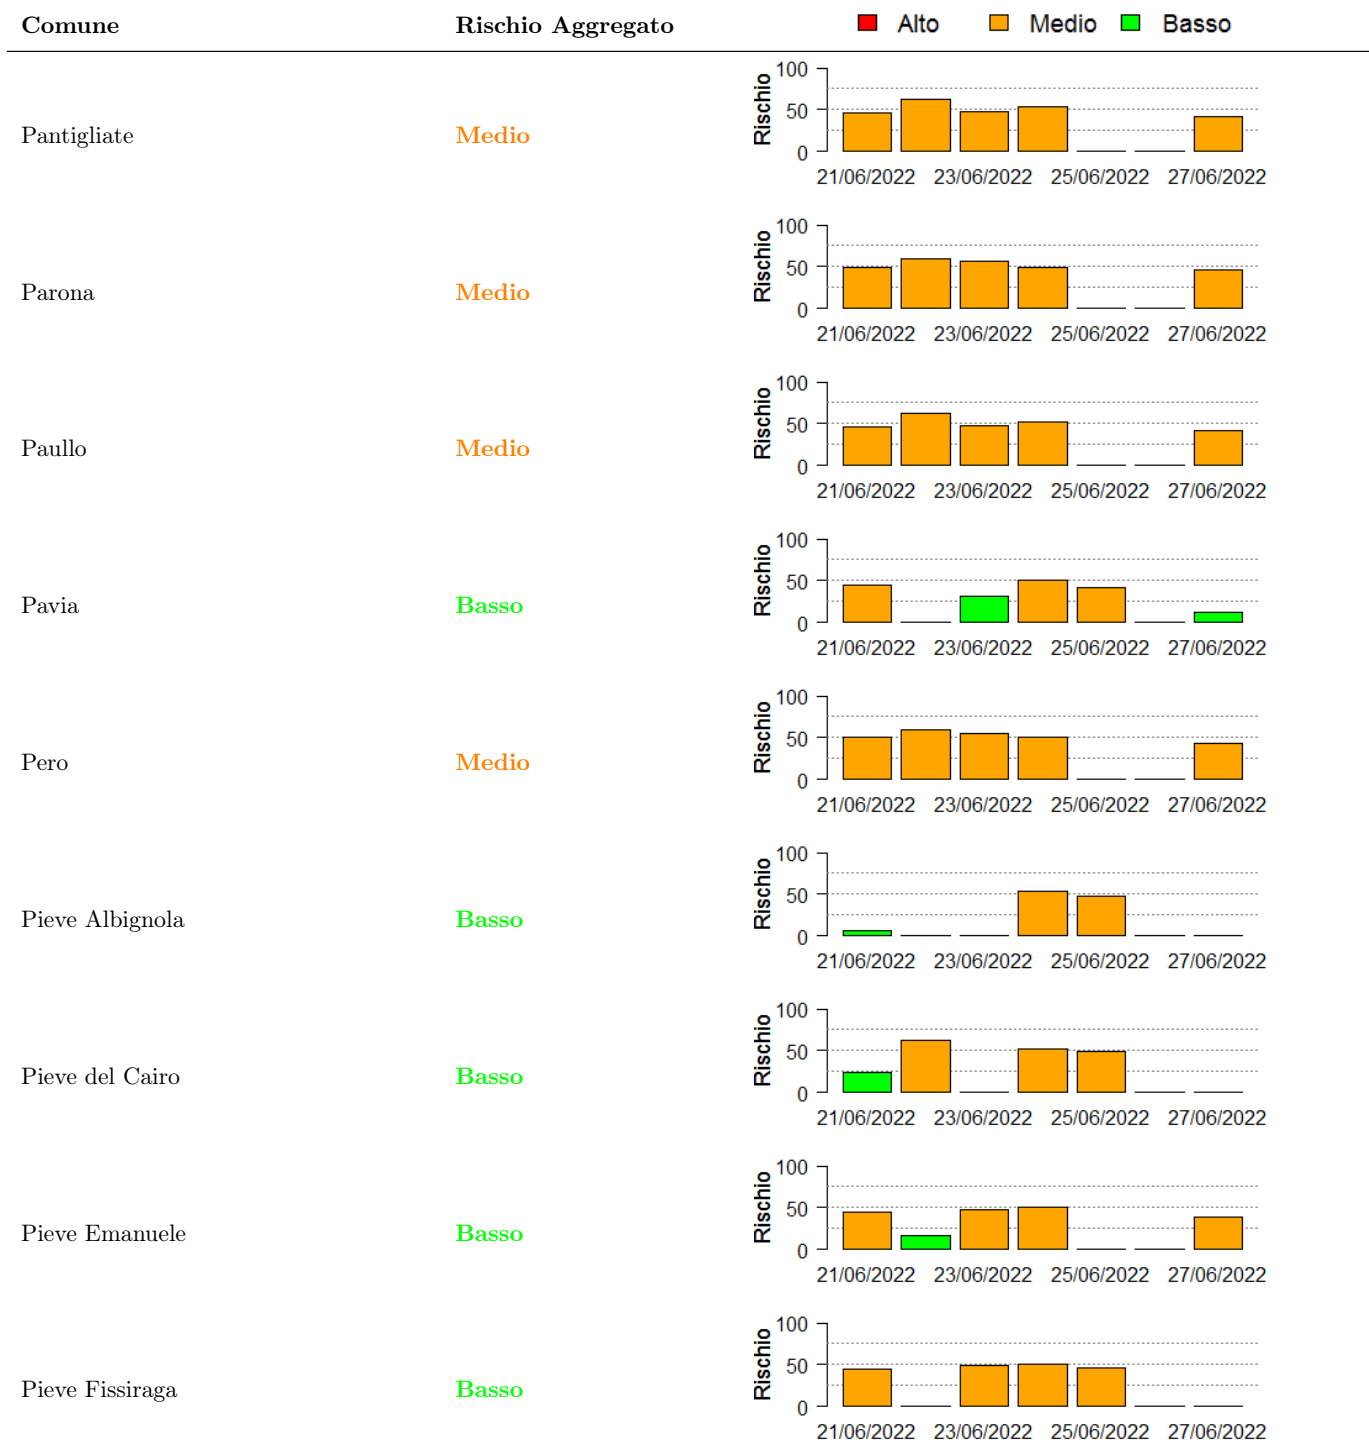 Comune Rischio Aggregato Alto Medio Basso
100
50
0
Rischio
Pantigliate Medio
21/06/2022 23/06/2022 25/06/2022 27/06/2022
100
50
0
Rischio
Parona Medio
21/06/2022 23/06/2022 25/06/2022 27/06/2022
100
50
0
Rischio
Paullo Medio
21/06/2022 23/06/2022 25/06/2022 27/06/2022
100
50
0
Rischio
Pavia Basso
21/06/2022 23/06/2022 25/06/2022 27/06/2022
100
50
0
Rischio
Pero Medio
21/06/2022 23/06/2022 25/06/2022 27/06/2022
100
50
0
Rischio
Pieve Albignola Basso
21/06/2022 23/06/2022 25/06/2022 27/06/2022
100
50
0
Rischio
Pieve del Cairo Basso
21/06/2022 23/06/2022 25/06/2022 27/06/2022
100
50
0
Rischio
Pieve Emanuele Basso
21/06/2022 23/06/2022 25/06/2022 27/06/2022
100
50
0
Rischio
Pieve Fissiraga Basso
21/06/2022 23/06/2022 25/06/2022 27/06/2022